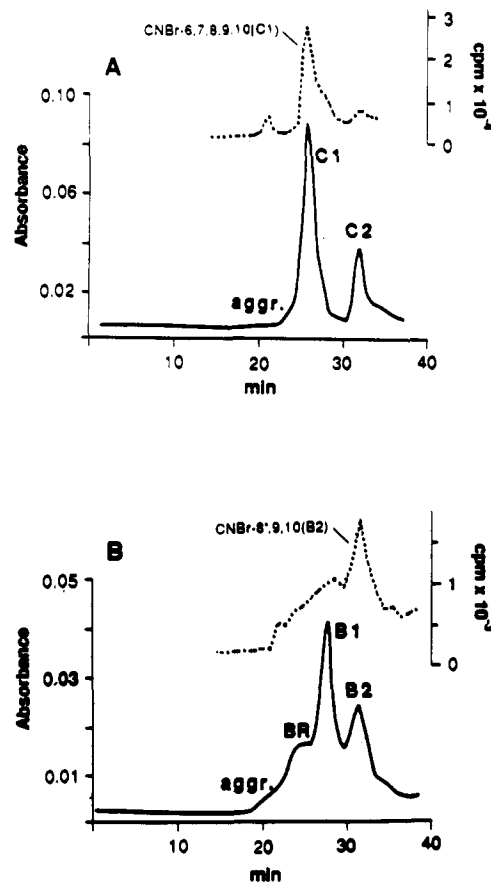 CNBr-6,7,8,9,10(C1)
A
3
2
1
0
cpm x 10⁻⁴
0.10
0.06
0.02
Absorbance
C1
C2
aggr.
10
20
30
40
min
CNBr-8*,9,10(B2)
B
1
0
cpm x 10⁻³
0.05
0.03
0.01
Absorbance
B1
B2
BR
aggr.
10
20
30
40
min